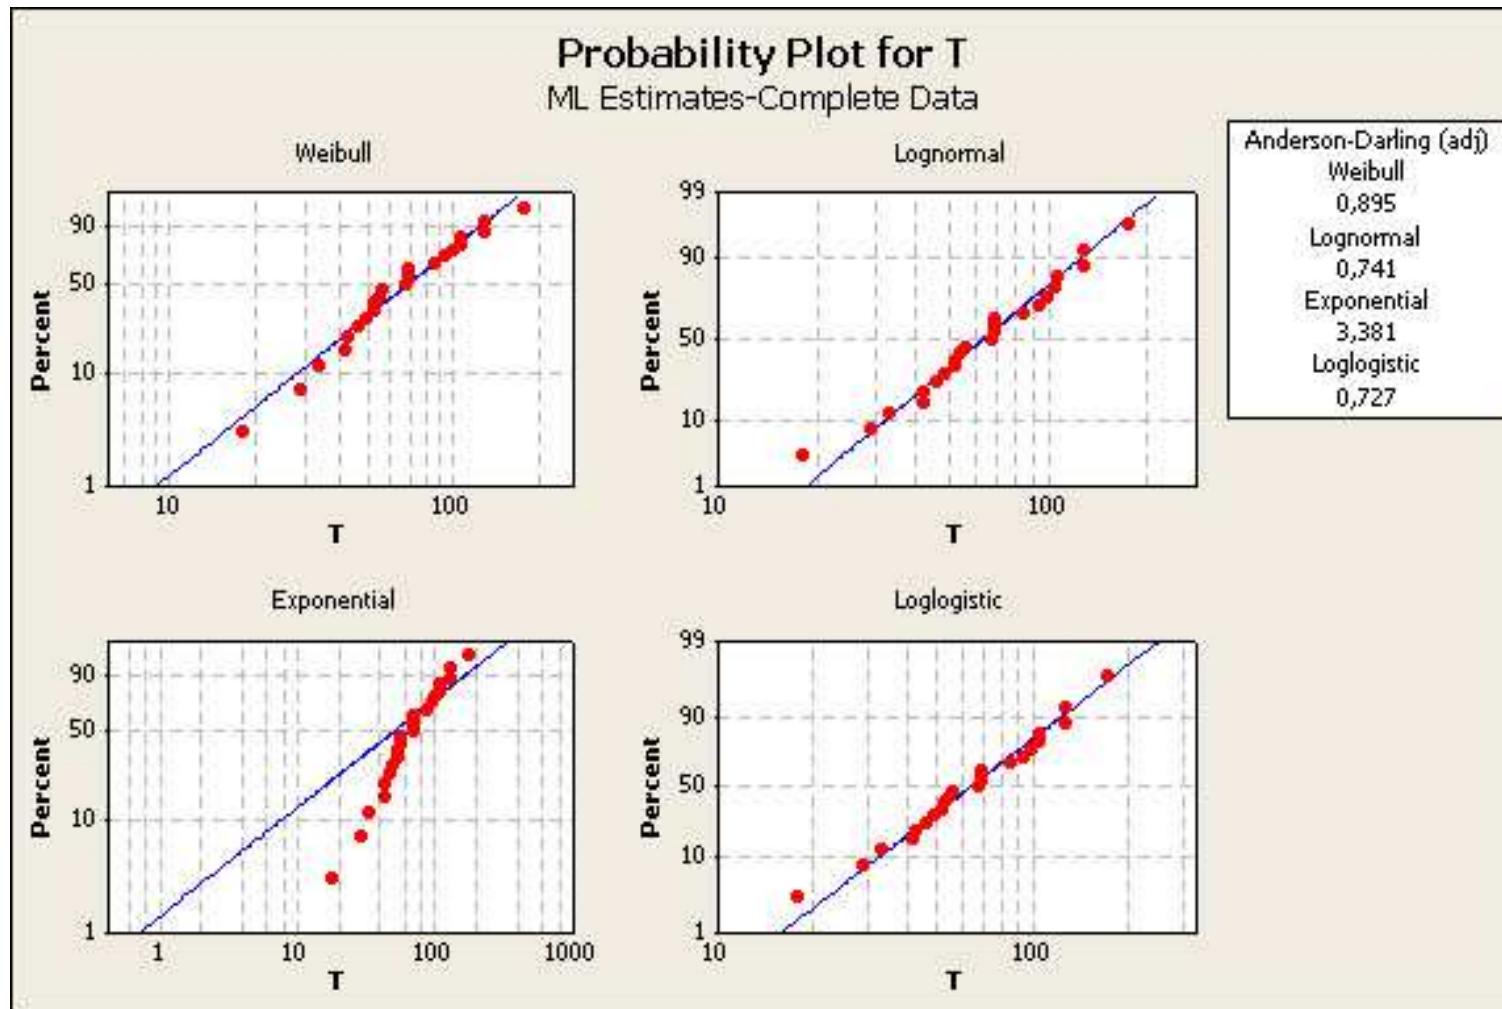 Probability Plot for T
ML Estimates-Complete Data
Weibull
90
50
10
1
Percent
10 100
T
Lognormal
99
90
50
10
1
Percent
10 100
T
Anderson-Darling (adj)
Weibull
0,895
Lognormal
0,741
Exponential
3,381
Loglogistic
0,727
Exponential
90
50
10
1
Percent
1 10 100 1000
T
Loglogistic
99
90
50
10
1
Percent
10 100
T